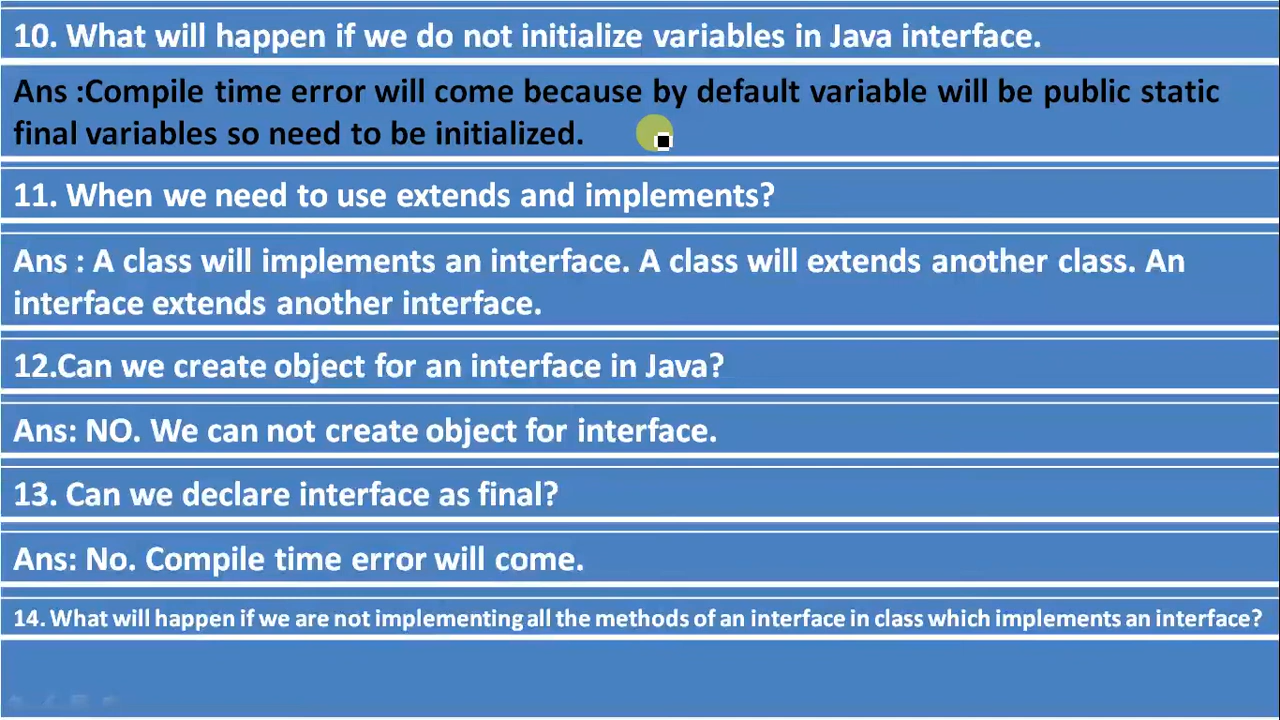 10. What will happen if we do not initialize variables in Java interface.
Ans :Compile time error will come because by default variable will be public static
final variables so need to be initialized.
11. When we need to use extends and implements?
Ans : A class will implements an interface. A class will extends another class. An
interface extends another interface.
12.Can we create object for an interface in Java?
Ans: NO. We can not create object for interface.
13. Can we declare interface as final?
Ans: No. Compile time error will come.
14. What will happen if we are not implementing all the methods of an interface in class which implements an interface?